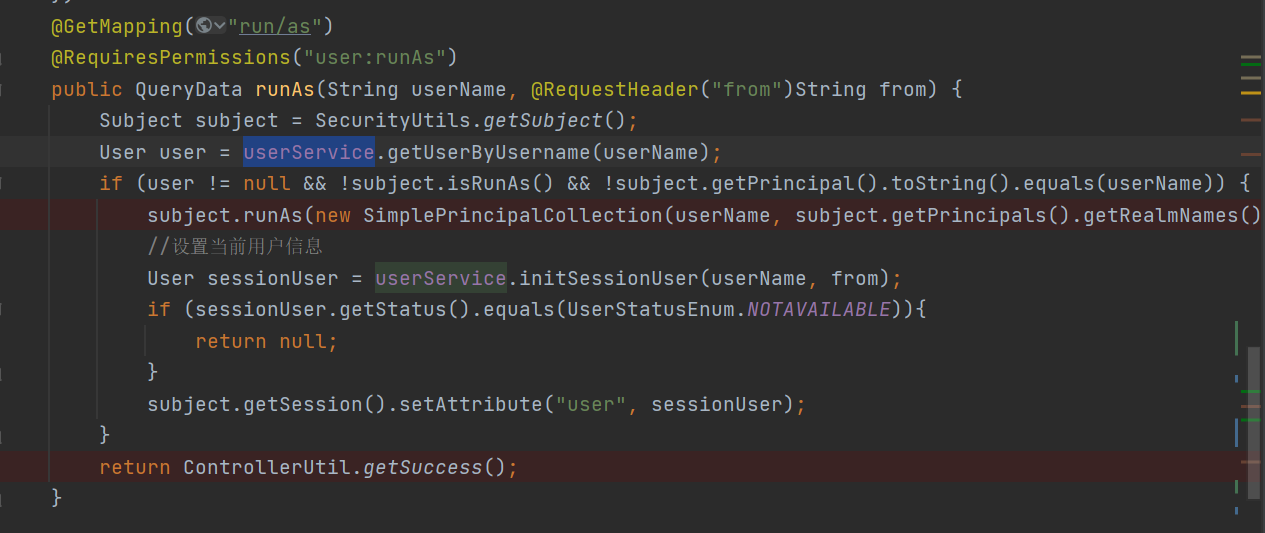 @GetMapping("run/as")
@RequiresPermissions("user:runAs")
public QueryData runAs(String userName, @RequestHeader("from")String from) {
Subject subject = SecurityUtils.getSubject();
User user = userService.getUserByUsername(userName);
if (user != null && !subject.isRunAs() && !subject.getPrincipal().toString().equals(userName)) {
subject.runAs(new SimplePrincipalCollection(userName, subject.getPrincipals().getRealmNames()
//设置当前用户信息
User sessionUser = userService.initSessionUser(userName, from);
if (sessionUser.getStatus().equals(UserStatusEnum.NOTAVAILABLE)){
return null;
}
subject.getSession().setAttribute("user", sessionUser);
}
return ControllerUtil.getSuccess();
}